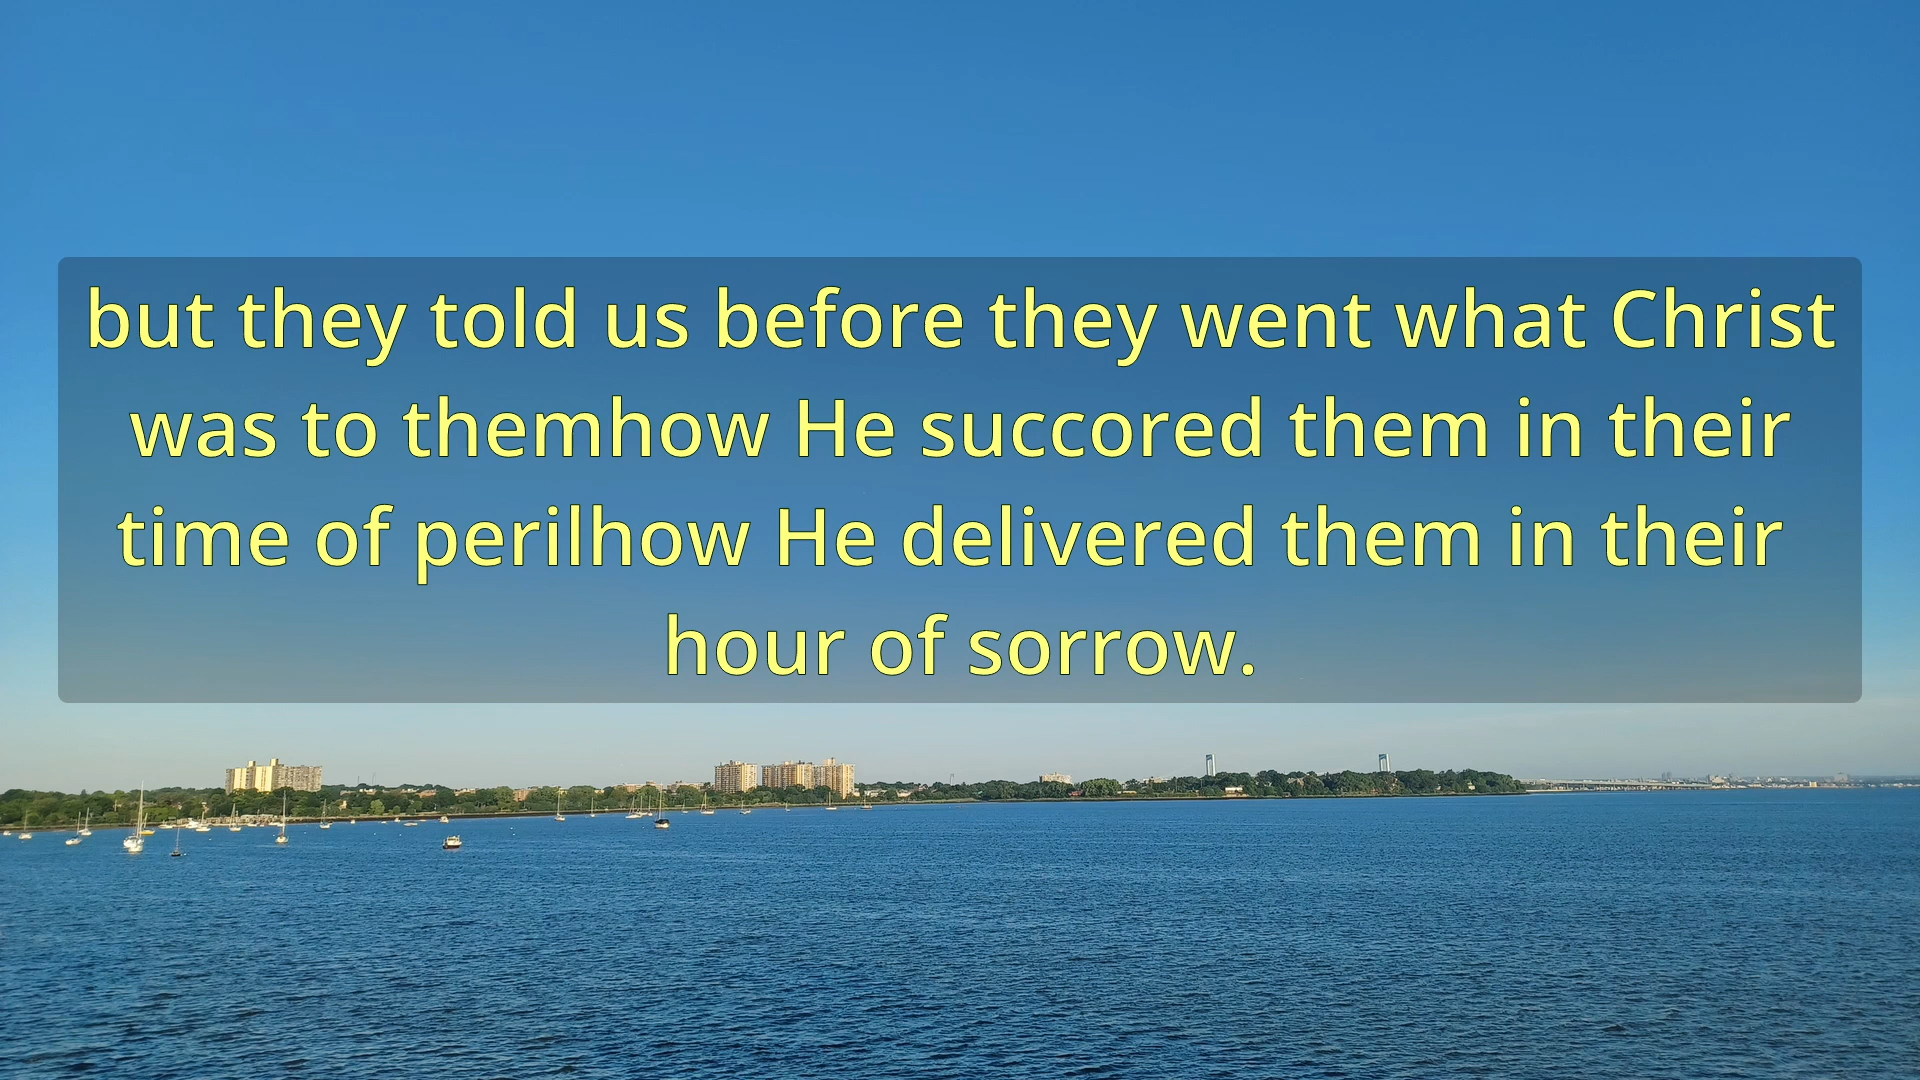 but they told us before they went what Christ
was to themhow He succored them in their
time of perilhow He delivered them in their
hour of sorrow.